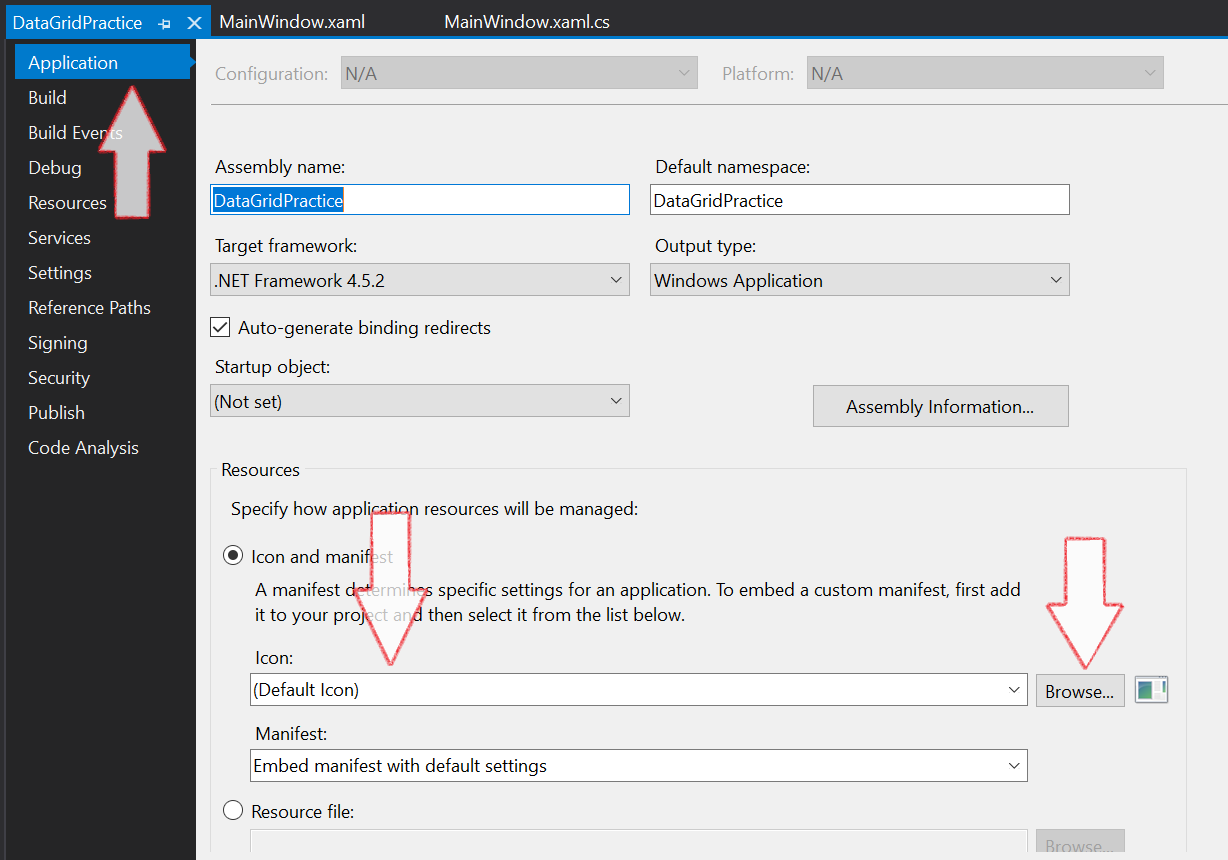 DataGridPractice
MainWindow.xaml
MainWindow.xaml.cs
Application
Build
Build Events
Debug
Resources
Services
Settings
Reference Paths
Signing
Security
Publish
Code Analysis
Configuration: N/A
Platform: N/A
Assembly name:
DataGridPractice
Default namespace:
DataGridPractice
Target framework:
.NET Framework 4.5.2
Output type:
Windows Application
Auto-generate binding redirects
Startup object:
(Not set)
Assembly Information...
Resources
Specify how application resources will be managed:
Icon and manifest
A manifest determines specific settings for an application. To embed a custom manifest, first add
it to your project and then select it from the list below.
Icon:
(Default Icon)
Browse...
Manifest:
Embed manifest with default settings
Resource file:
Browse...